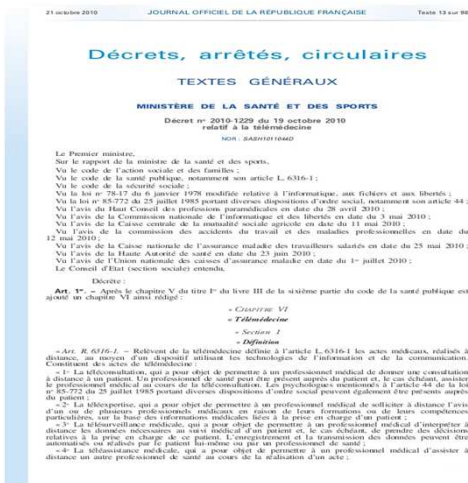 21 octobre 2010 JOURNAL OFFICIEL DE LA RÉPUBLIQUE FRANÇAISE Texte 13 sur 98
Décrets, arrêtés, circulaires
TEXTES GÉNÉRAUX
MINISTÈRE DE LA SANTÉ ET DES SPORTS
Décret nº 2010-1229 du 19 octobre 2010
relatif à la télémédecine
NOR : SASH1011044D
Le Premier ministre,
Sur le rapport de la ministre de la santé et des sports,
Vu le code de l'action sociale et des familles ;
Vu le code de la santé publique, notamment son article L. 6316-1 ;
Vu le code de la sécurité sociale ;
Vu la loi nº 78-17 du 6 janvier 1978 modifiée relative à l'informatique, aux fichiers et aux libertés ;
Vu la loi nº 85-772 du 25 juillet 1985 portant diverses dispositions d'ordre social, notamment son article 44 ;
Vu l'avis du Haut Conseil des professions paramédicales en date du 28 avril 2010 ;
Vu l'avis de la Commission nationale de l'informatique et des libertés en date du 3 mai 2010 ;
Vu l'avis de la Caisse centrale de la mutualité sociale agricole en date du 11 mai 2010 ;
Vu l'avis de la commission des accidents du travail et des maladies professionnelles en date du
12 mai 2010 ;
Vu l'avis de la Caisse nationale de l'assurance maladie des travailleurs salariés en date du 25 mai 2010 ;
Vu l'avis de la Haute Autorité de santé en date du 23 juin 2010 ;
Vu l'avis de l'Union nationale des caisses d'assurance maladie en date du 1er juillet 2010 ;
Le Conseil d'Etat (section sociale) entendu,
Décrète :
Art. 1er. – Après le chapitre V du titre Ier du livre III de la sixième partie du code de la santé publique est
ajouté un chapitre VI ainsi rédigé :
« CHAPITRE VI
« Télémédecine
« Section 1
« Définition
« Art. R. 6316-1. – Relèvent de la télémédecine définie à l'article L. 6316-1 les actes médicaux, réalisés à
distance, au moyen d'un dispositif utilisant les technologies de l'information et de la communication.
Constituent des actes de télémédecine :
« 1º La téléconsultation, qui a pour objet de permettre à un professionnel médical de donner une consultation
à distance à un patient. Un professionnel de santé peut être présent auprès du patient et, le cas échéant, assister
le professionnel médical au cours de la téléconsultation. Les psychologues mentionnés à l'article 44 de la loi
nº 85-772 du 25 juillet 1985 portant diverses dispositions d'ordre social peuvent également être présents auprès
du patient ;
« 2º La téléexpertise, qui a pour objet de permettre à un professionnel médical de solliciter à distance l'avis
d'un ou de plusieurs professionnels médicaux en raison de leurs formations ou de leurs compétences
particulières, sur la base des informations médicales liées à la prise en charge d'un patient ;
« 3º La télésurveillance médicale, qui a pour objet de permettre à un professionnel médical d'interpréter à
distance les données nécessaires au suivi médical d'un patient et, le cas échéant, de prendre des décisions
relatives à la prise en charge de ce patient. L'enregistrement et la transmission des données peuvent être
automatisés ou réalisés par le patient lui-même ou par un professionnel de santé ;
« 4º La téléassistance médicale, qui a pour objet de permettre à un professionnel médical d'assister à
distance un autre professionnel de santé au cours de la réalisation d'un acte ;